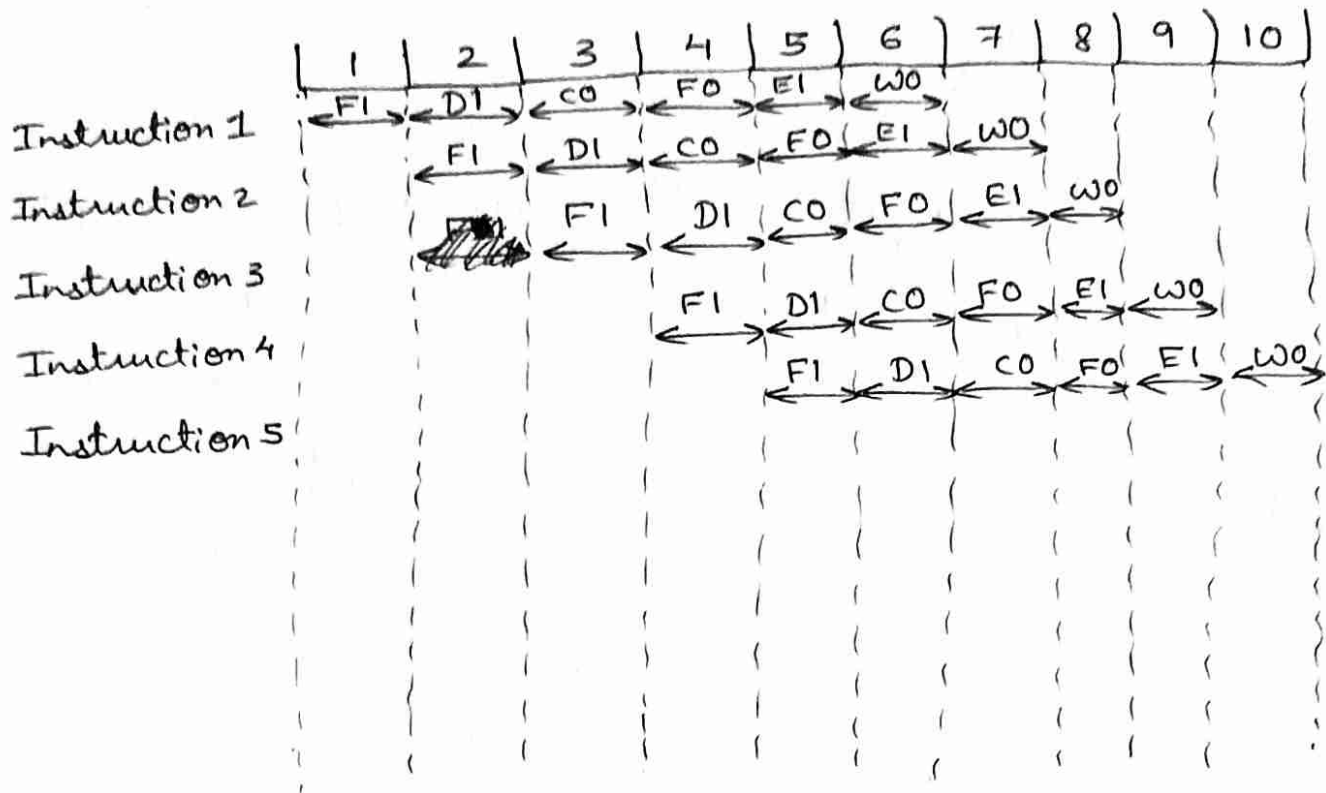 1 2 3 4 5 6 7 8 9 10
Instruction 1 FI DI CO FO EI WO
Instruction 2 FI DI CO FO EI WO
Instruction 3 FI DI CO FO EI WO
Instruction 4 FI DI CO FO EI WO
Instruction 5 FI DI CO FO EI WO